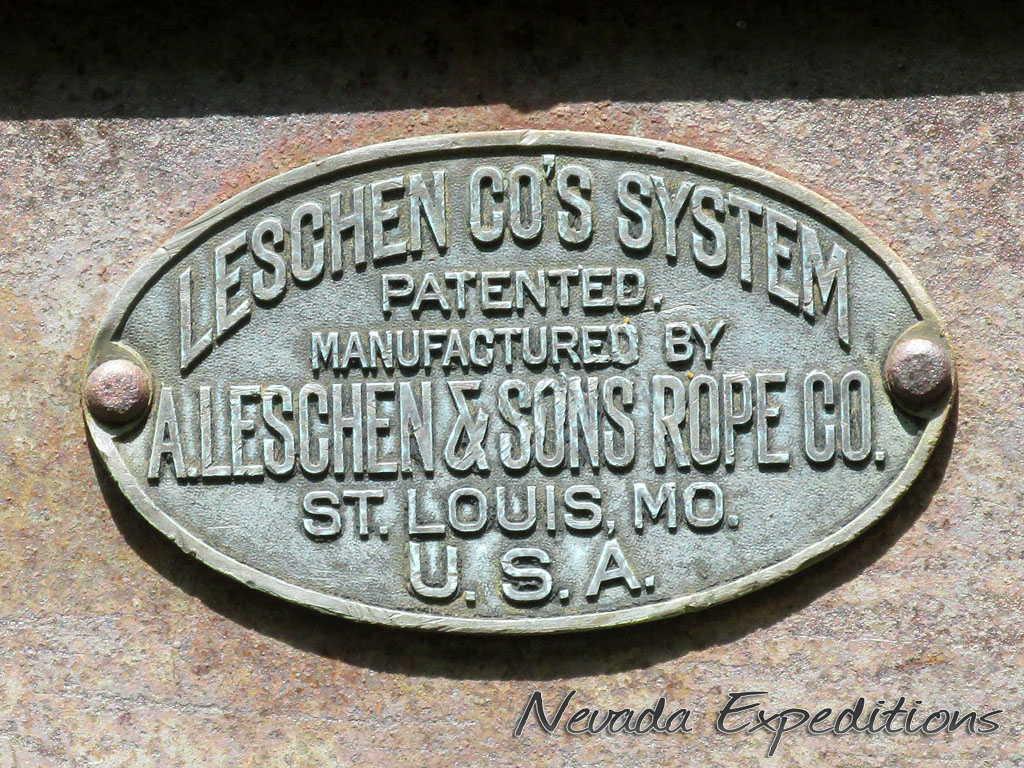 LESCHEN CO'S SYSTEM
PATENTED.
MANUFACTURED BY
A. LESCHEN & SONS ROPE CO.
ST. LOUIS, MO.
U.S.A.
Nevada Expeditions